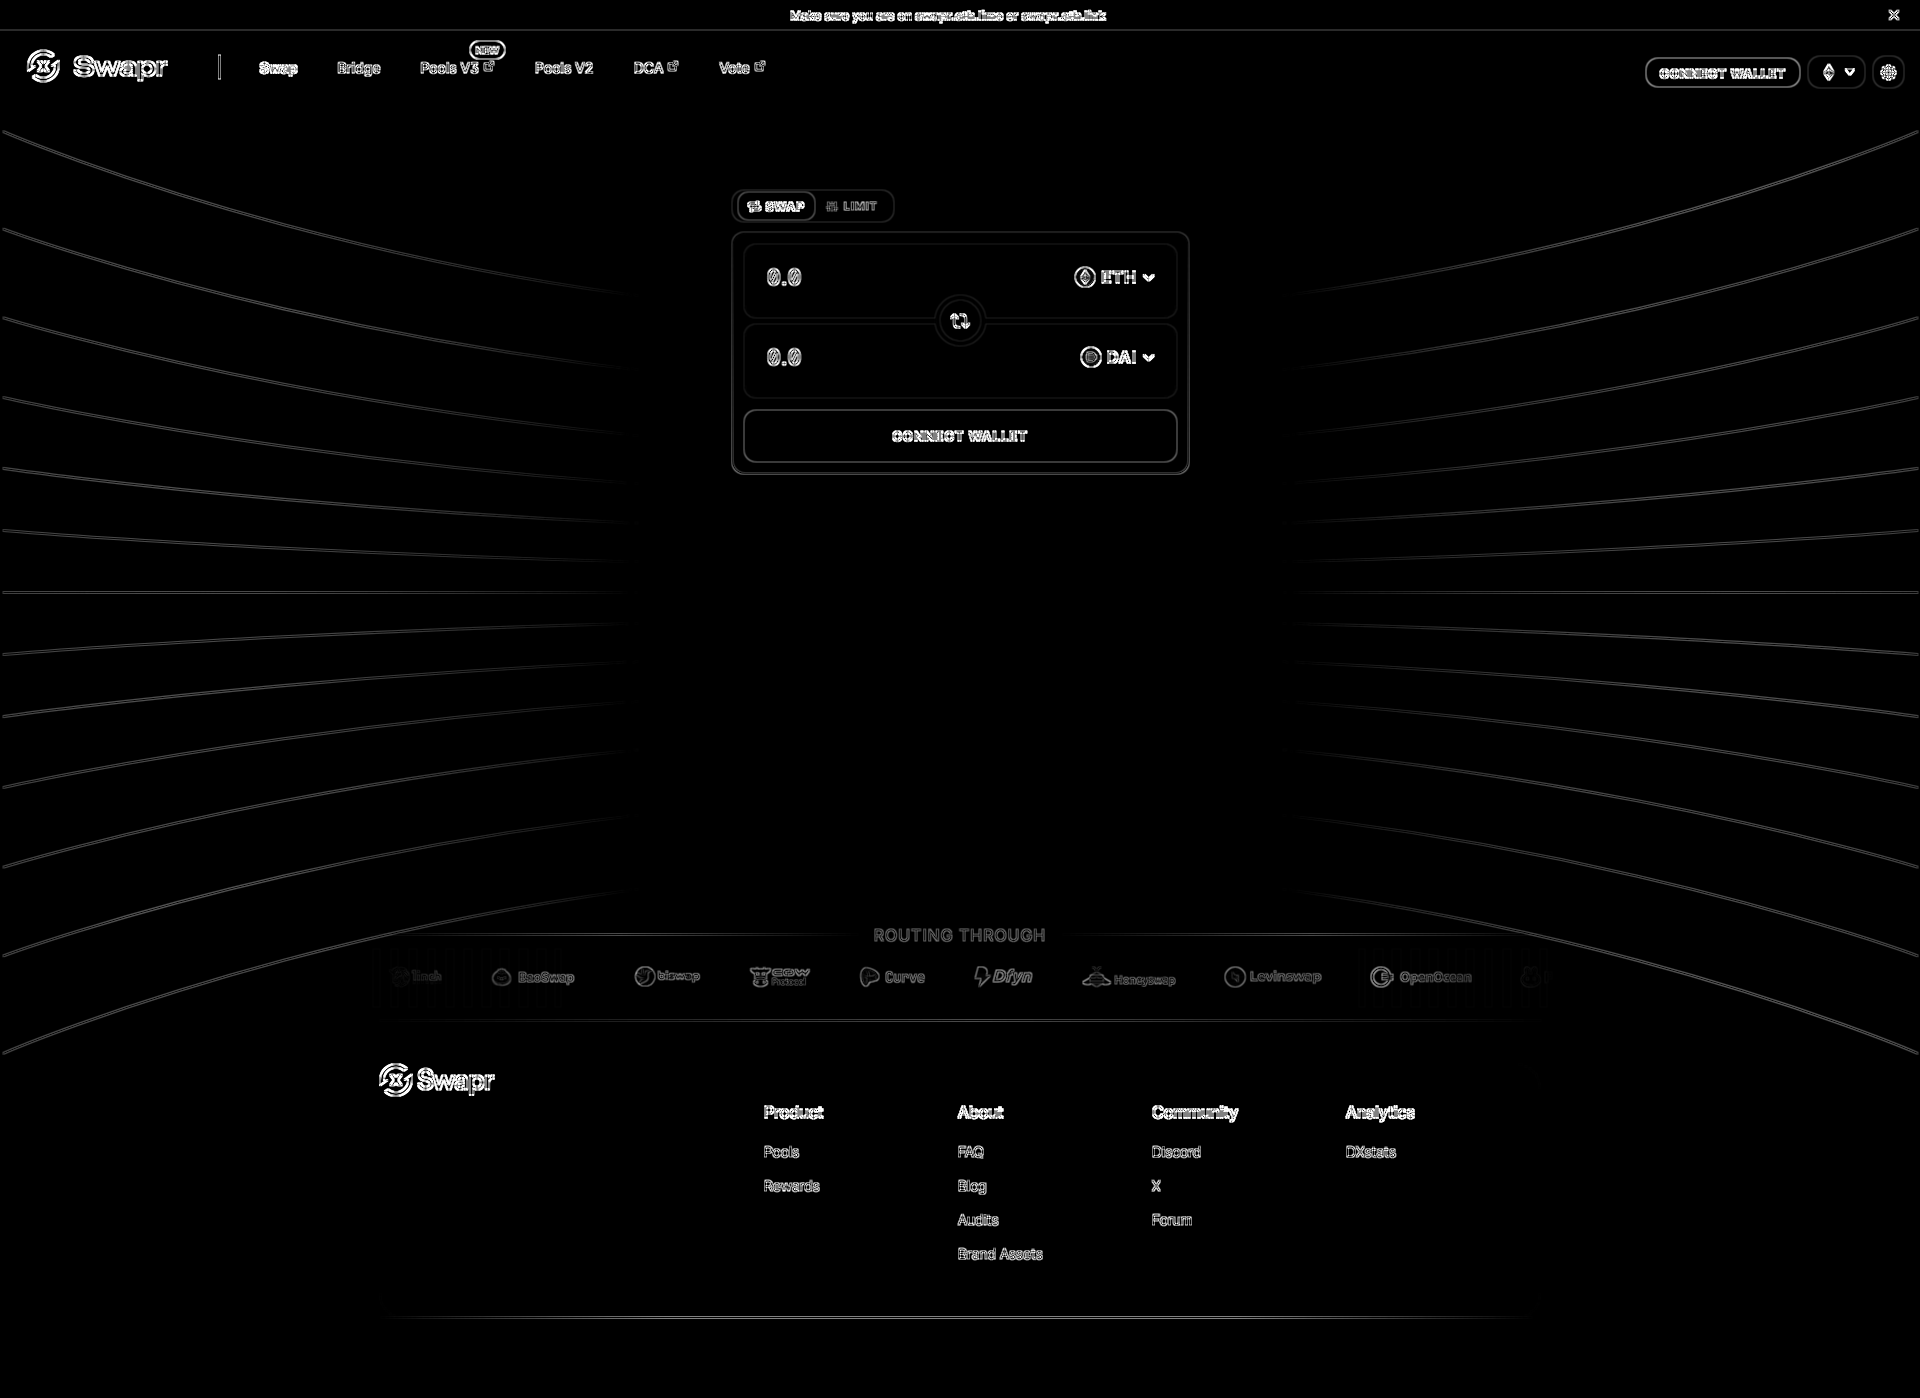 Make sure you are on swapr.eth.limo or swapr.eth.link
Swapr
Swap
Bridge
Pools V3
NEW
Pools V2
DCA
Vote
CONNECT WALLET
SWAP
LIMIT
0.0
ETH
0.0
DAI
CONNECT WALLET
ROUTING THROUGH
1inch
BaoSwap
biswap
COW
Protocol
Curve
Dfyn
Honeyswap
Levinswap
OpenOcean
Swapr
Product
Pools
Rewards
About
FAQ
Blog
Audits
Brand Assets
Community
Discord
X
Forum
Analytics
DXstats